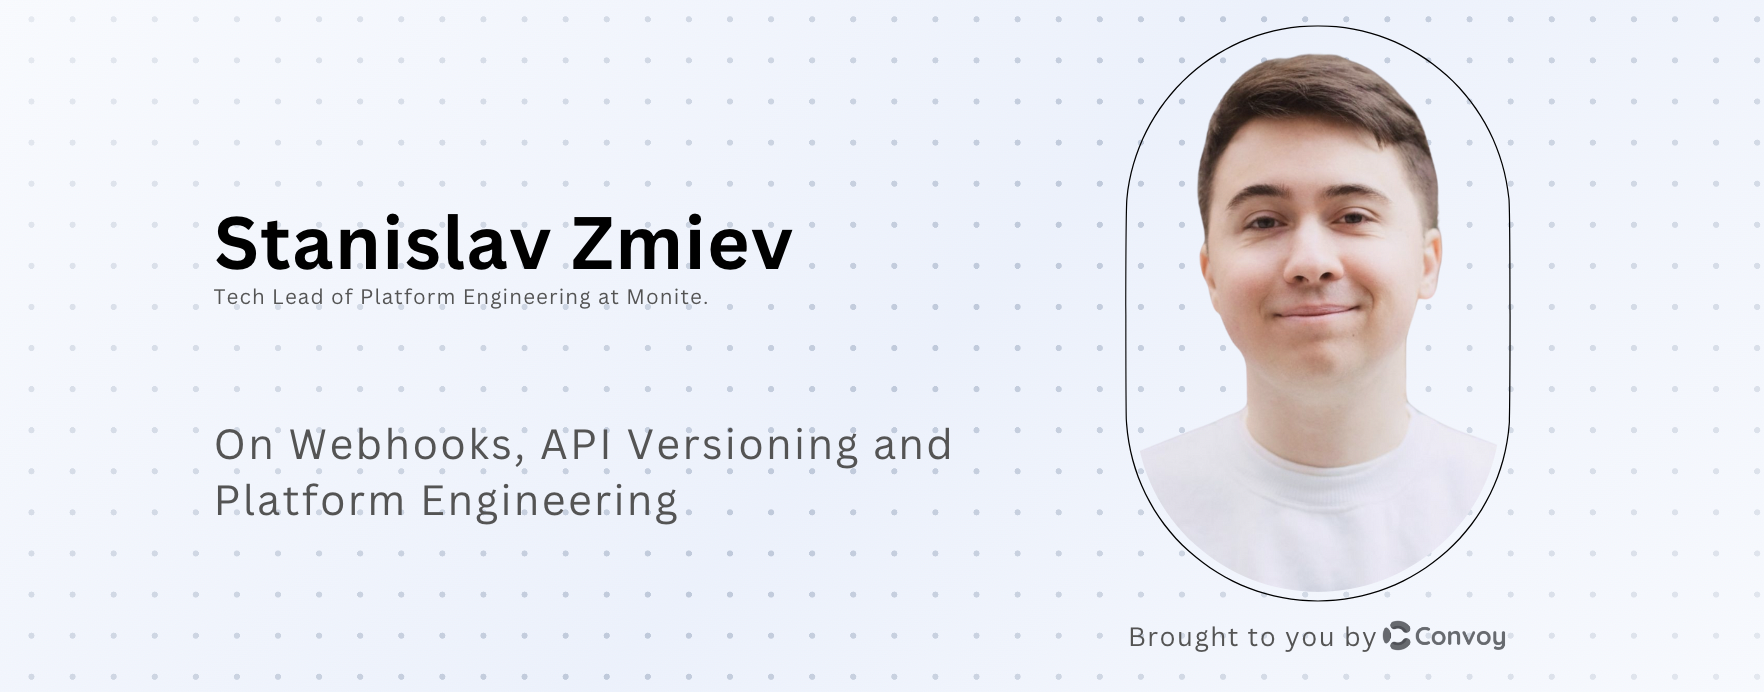 Stanislav Zmiev
Tech Lead of Platform Engineering at Monite.
On Webhooks, API Versioning and
Platform Engineering
Brought to you by Convoy